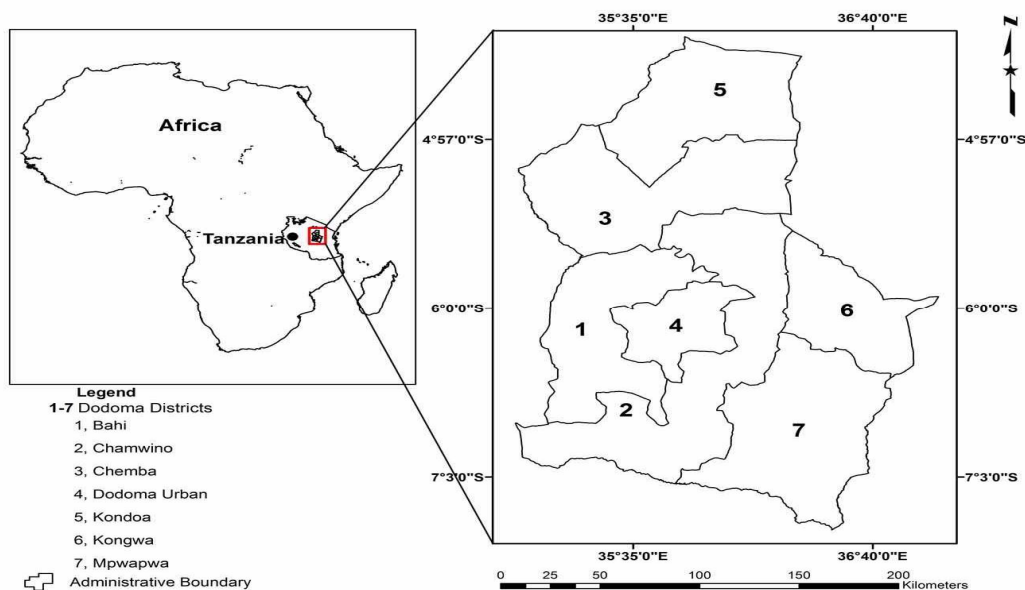 35°35'0"E 36°40'0"E
z
Africa
Tanzania
4°57'0"S 4°57'0"S
6°0'0"S 6°0'0"S
7°3'0"S 7°3'0"S
5
3
6
1 4
2
7
35°35'0"E 36°40'0"E
Legend
1-7 Dodoma Districts
1, Bahi
2, Chamwino
3, Chemba
4, Dodoma Urban
5, Kondoa
6, Kongwa
7, Mpwapwa
Administrative Boundary
0 25 50 100 150 200
Kilometers